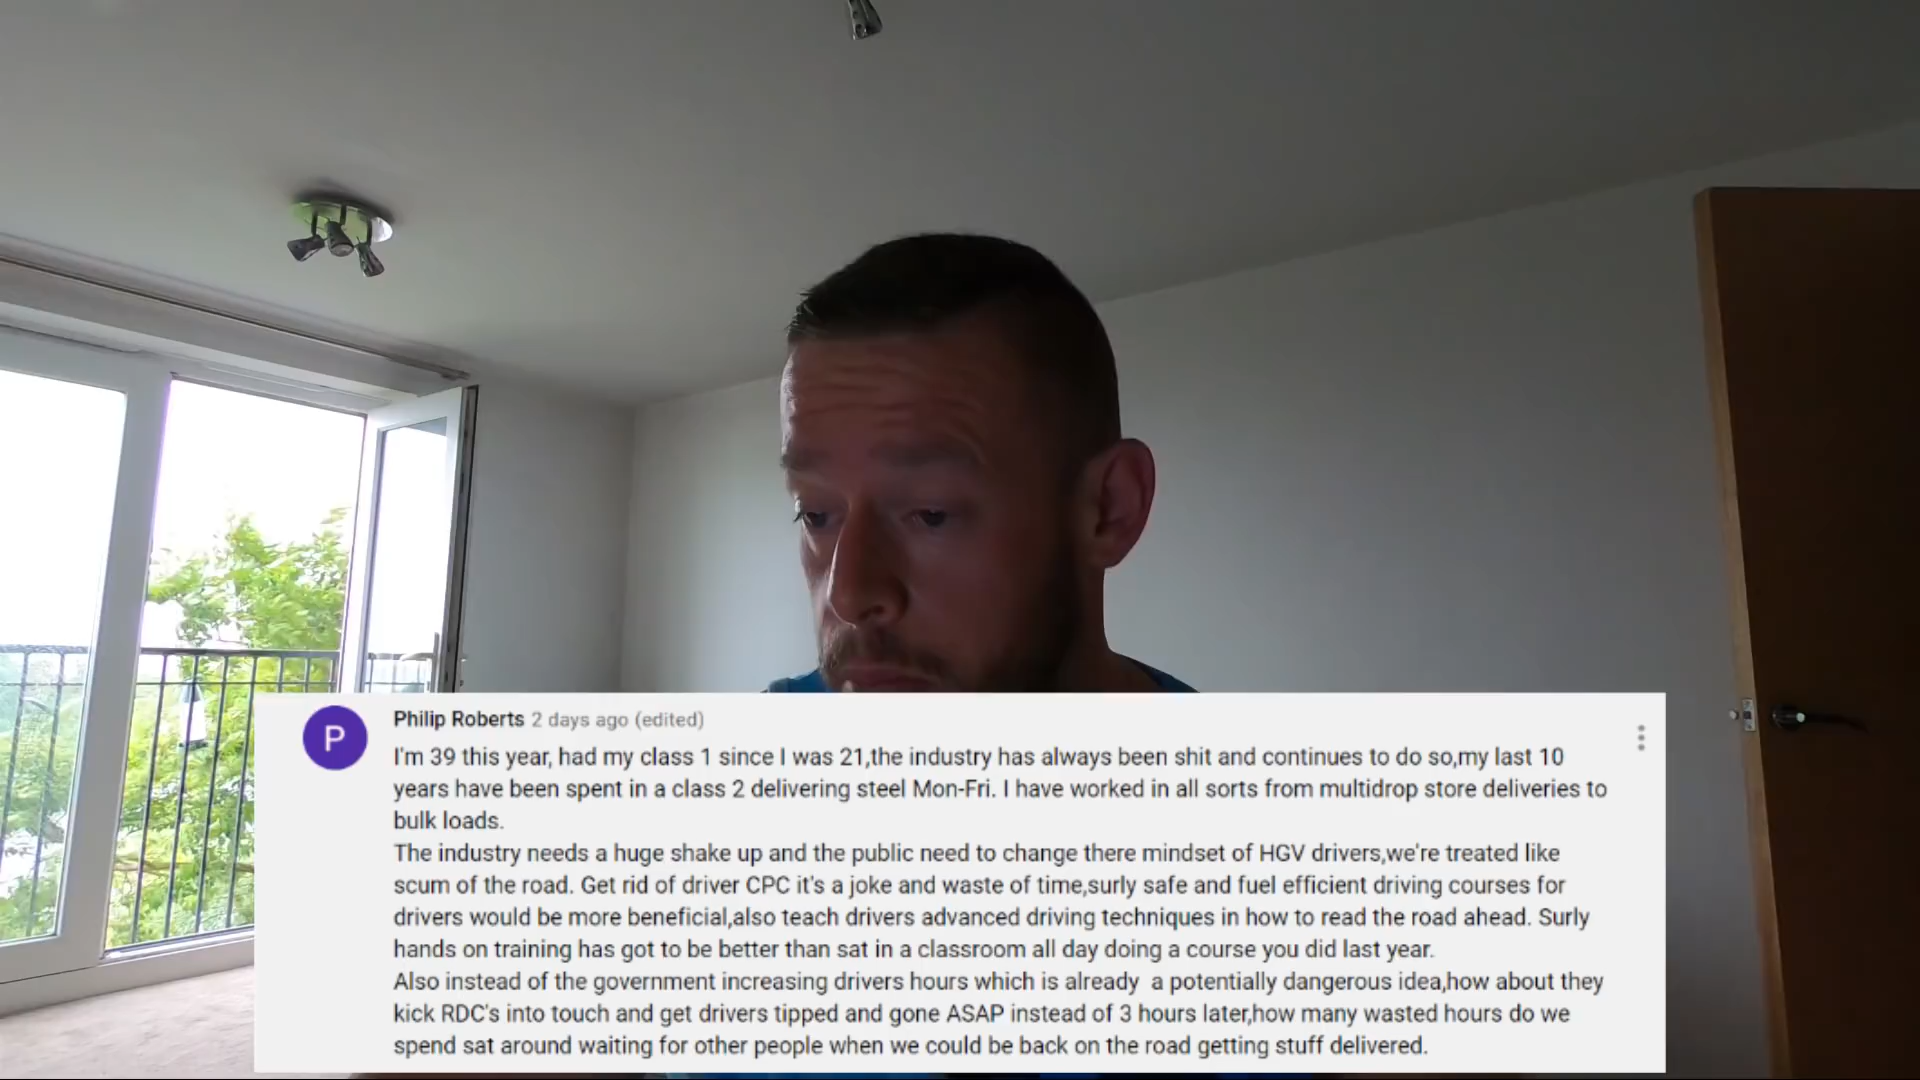 P
Philip Roberts 2 days ago (edited)
I'm 39 this year, had my class 1 since I was 21,the industry has always been shit and continues to do so,my last 10
years have been spent in a class 2 delivering steel Mon-Fri. I have worked in all sorts from multidrop store deliveries to
bulk loads.
The industry needs a huge shake up and the public need to change there mindset of HGV drivers,we're treated like
scum of the road. Get rid of driver CPC it's a joke and waste of time,surly safe and fuel efficient driving courses for
drivers would be more beneficial,also teach drivers advanced driving techniques in how to read the road ahead. Surly
hands on training has got to be better than sat in a classroom all day doing a course you did last year.
Also instead of the government increasing drivers hours which is already  a potentially dangerous idea,how about they
kick RDC's into touch and get drivers tipped and gone ASAP instead of 3 hours later,how many wasted hours do we
spend sat around waiting for other people when we could be back on the road getting stuff delivered.